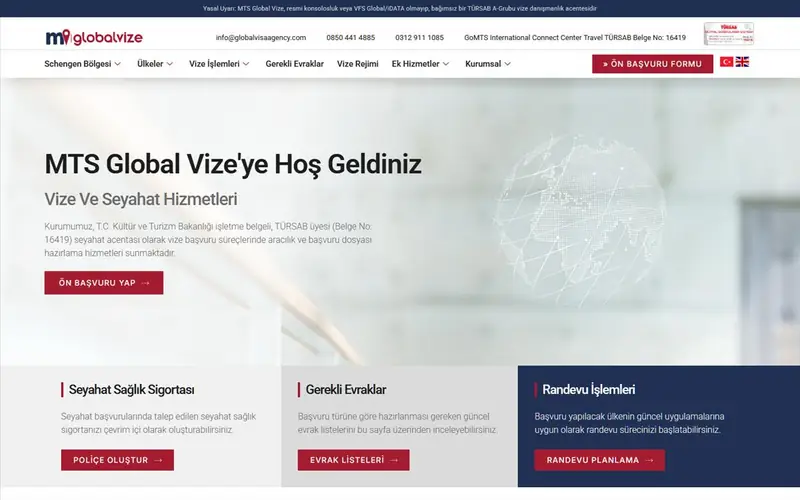 Yasal Uyarı: MTS Global Vize, resmi konsolosluk veya VFS Global/iDATA olmayıp, bağımsız bir TÜRSAB A-Grubu vize danışmanlık acentesidir
m globalvize
info@globalvisaagency.com
0850 441 4885
0312 911 1085
GoMTS International Connect Center Travel TÜRSAB Belge No: 16419
TÜRSAB
Schengen Bölgesi
Ülkeler
Vize İşlemleri
Gerekli Evraklar
Vize Rejimi
Ek Hizmetler
Kurumsal
» ÖN BAŞVURU FORMU
MTS Global Vize'ye Hoş Geldiniz
Vize Ve Seyahat Hizmetleri
Kurumumuz, T.C. Kültür ve Turizm Bakanlığı işletme belgeli, TÜRSAB üyesi (Belge No:
16419) seyahat acentası olarak vize başvuru süreçlerinde aracılık ve başvuru dosyası
hazırlama hizmetleri sunmaktadır.
ÖN BAŞVURU YAP →
Seyahat Sağlık Sigortası
Seyahat başvurularında talep edilen seyahat sağlık
sigortanızı çevrim içi olarak oluşturabilirsiniz.
POLİÇE OLUŞTUR →
Gerekli Evraklar
Başvuru türüne göre hazırlanması gereken güncel
evrak listelerini bu sayfa üzerinden inceleyebilirsiniz.
EVRAK LİSTELERİ →
Randevu İşlemleri
Başvuru yapılacak ülkenin güncel uygulamalarına
uygun olarak randevu sürecinizi başlatabilirsiniz.
RANDEVU PLANLAMA →